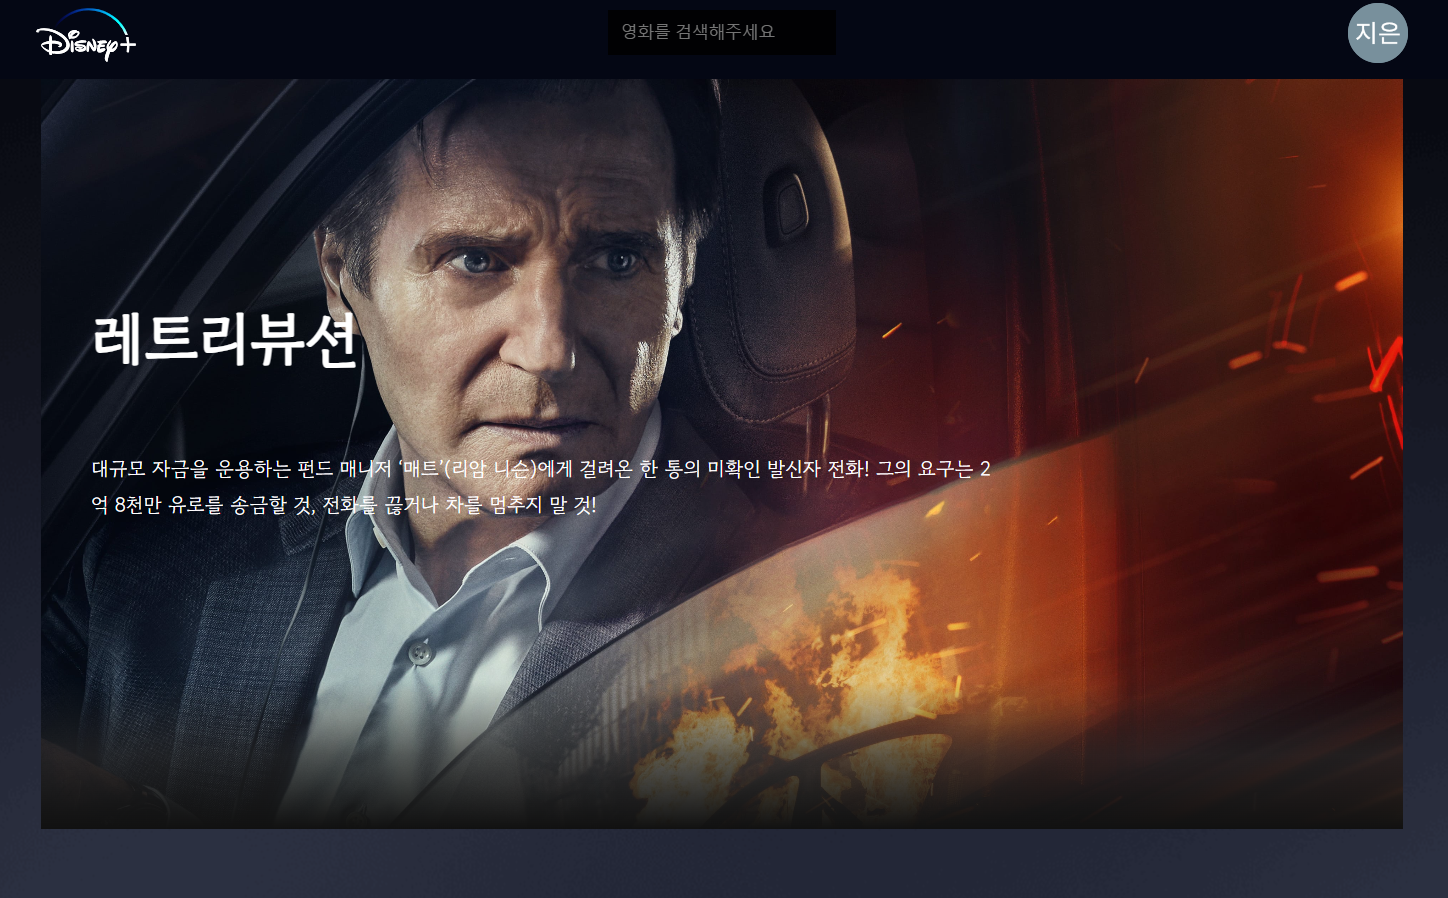 Disney+
영화를 검색해주세요
지은
레트리뷰션
대규모 자금을 운용하는 펀드 매니저 ‘매트’(리암 니슨)에게 걸려온 한 통의 미확인 발신자 전화! 그의 요구는 2
억 8천만 유로를 송금할 것, 전화를 끊거나 차를 멈추지 말 것!